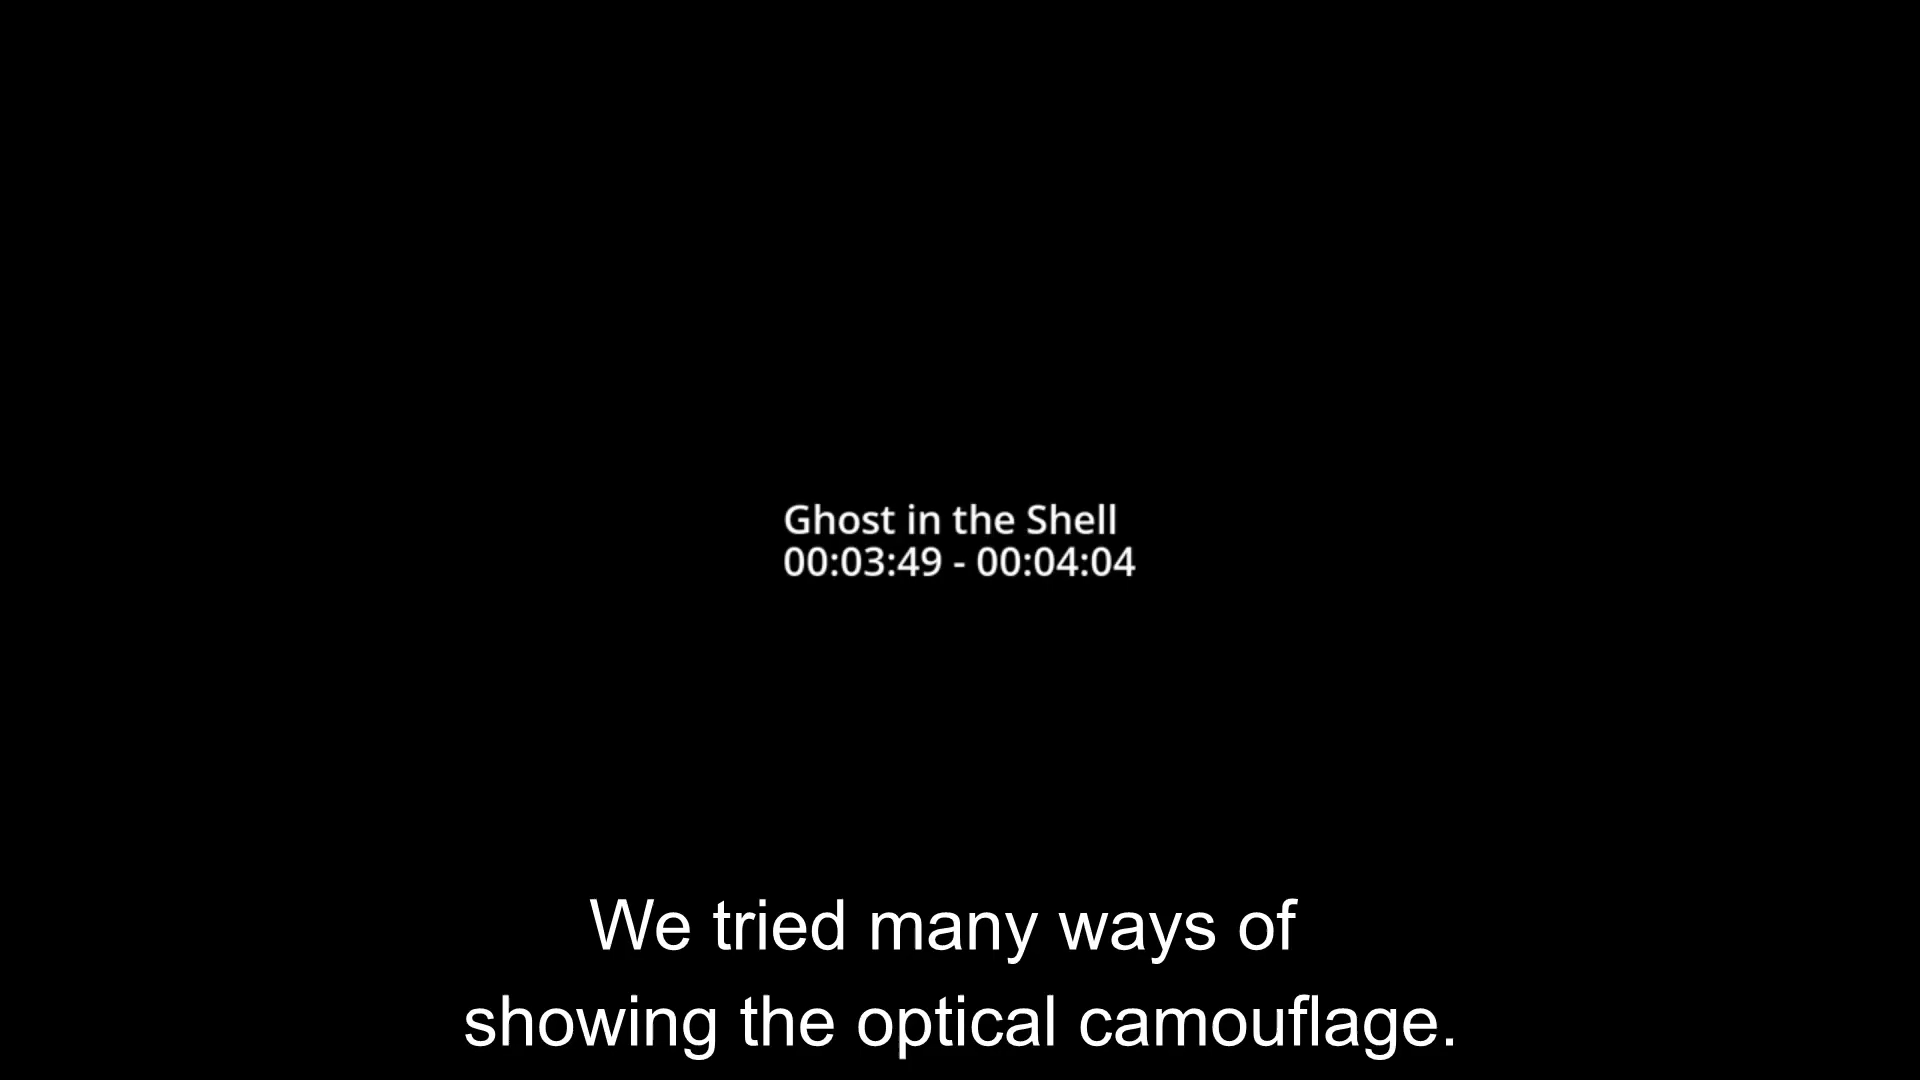 Ghost in the Shell
00:03:49 - 00:04:04
We tried many ways of
showing the optical camouflage.